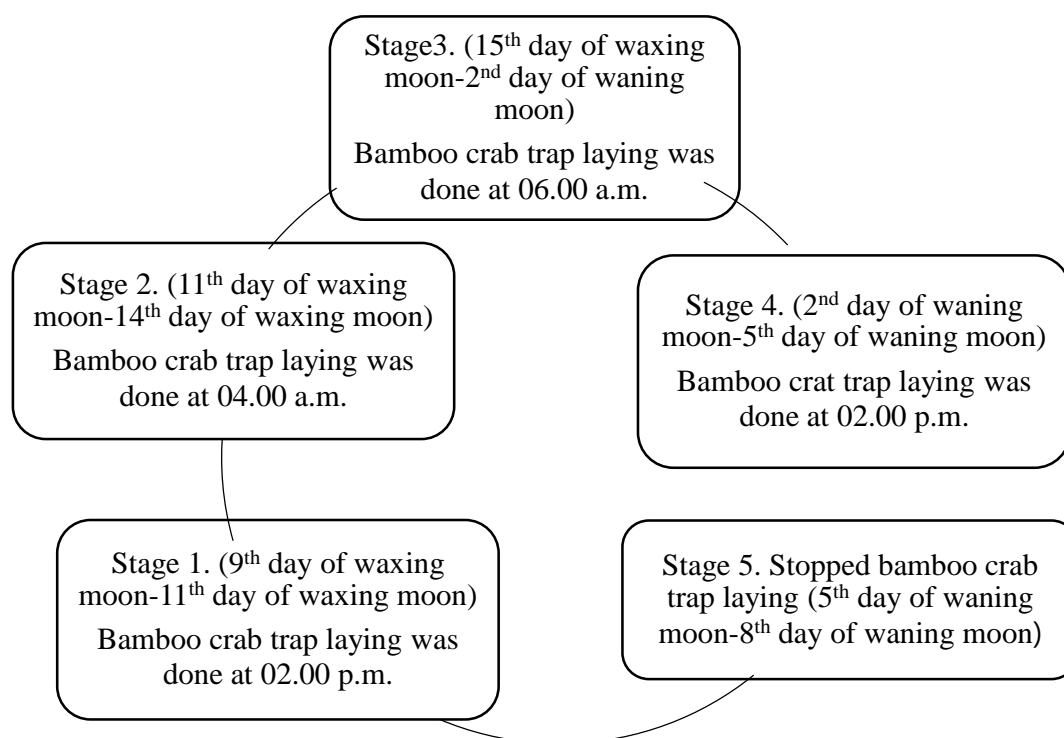 Stage3. (15th day of waxing
moon-2nd day of waning
moon)
Bamboo crab trap laying was
done at 06.00 a.m.
Stage 2. (11th day of waxing
moon-14th day of waxing moon)
Bamboo crab trap laying was
done at 04.00 a.m.
Stage 4. (2nd day of waning
moon-5th day of waning moon)
Bamboo crat trap laying was
done at 02.00 p.m.
Stage 1. (9th day of waxing
moon-11th day of waxing moon)
Bamboo crab trap laying was
done at 02.00 p.m.
Stage 5. Stopped bamboo crab
trap laying (5th day of waning
moon-8th day of waning moon)